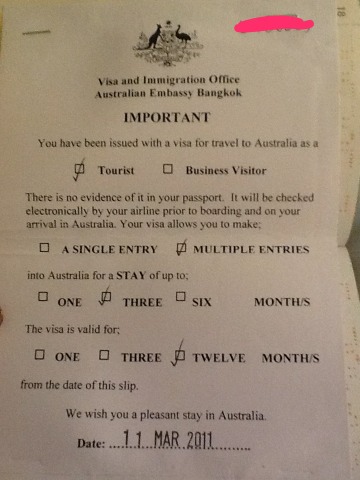 Visa and Immigration Office
Australian Embassy Bangkok
IMPORTANT
You have been issued with a visa for travel to Australia as a
Tourist Business Visitor
There is no evidence of it in your passport. It will be checked
electronically by your airline prior to boarding and on your
arrival in Australia. Your visa allows you to make;
A SINGLE ENTRY MULTIPLE ENTRIES
into Australia for a STAY of up to;
ONE THREE SIX MONTH/S
The visa is valid for;
ONE THREE TWELVE MONTH/S
from the date of this slip.
We wish you a pleasant stay in Australia.
Date: ....11 MAR 2011..........